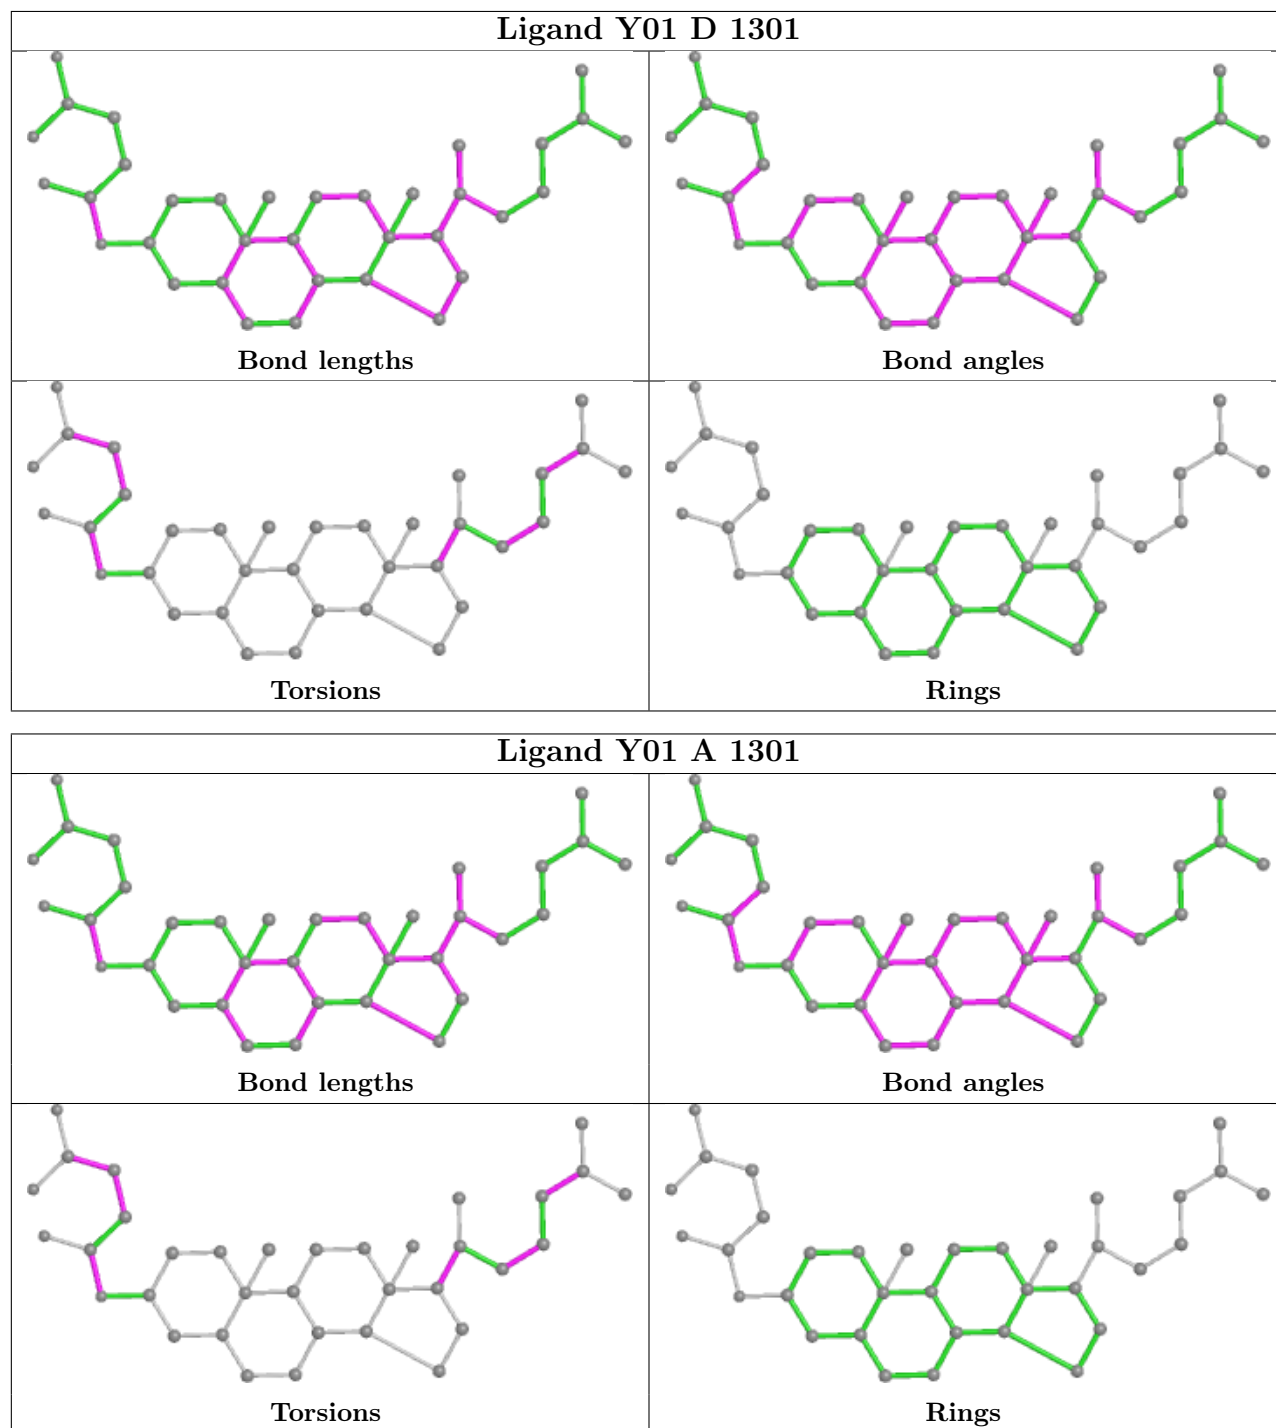 Ligand Y01 D 1301
Bond lengths
Bond angles
Torsions
Rings
Ligand Y01 A 1301
Bond lengths
Bond angles
Torsions
Rings